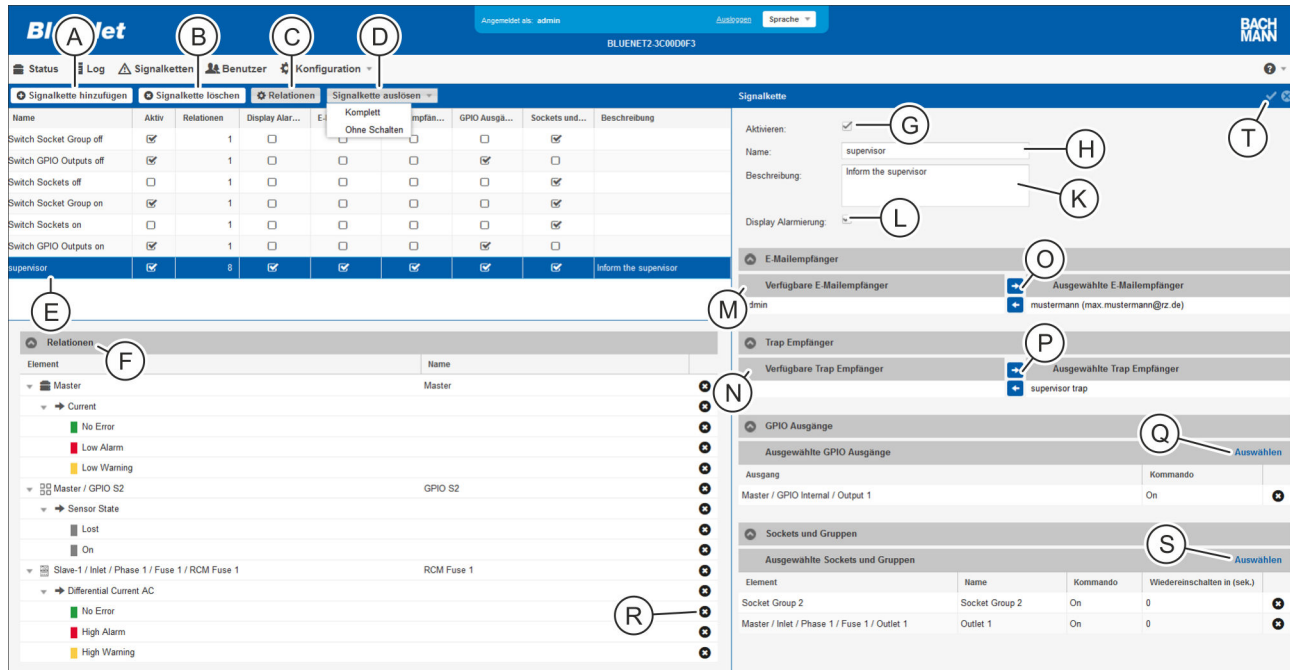 Angemeldet als: admin Ausloggen Sprache
A B C D
BACHMANN
BLUENET2-3C00D0F3
Status Log Signalketten Benutzer Konfiguration
Signalkette hinzufügen Signalkette löschen Relationen Signalkette auslösen
Komplett
Ohne Schalten
Name Aktiv Relationen Display Alar... GPIO Ausgä... Sockets und... Beschreibung
Switch Socket Group off 1
Switch GPIO Outputs off 1
Switch Sockets off 1
Switch Socket Group on 1
Switch Sockets on 1
Switch GPIO Outputs on 1
supervisor 8 Inform the supervisor
E
Relationen
F
Element Name
Master Master
Current
No Error
Low Alarm
Low Warning
Master / GPIO S2 GPIO S2
Sensor State
Lost
On
Slave-1 / Inlet / Phase 1 / Fuse 1 / RCM Fuse 1 RCM Fuse 1
Differential Current AC
No Error
R
High Alarm
High Warning
Signalkette
T
Aktivieren:
G
Name: supervisor
H
Beschreibung: Inform the supervisor
K
Display Alarmierung:
L
E-Mailempfänger
O
Verfügbare E-Mailempfänger Ausgewählte E-Mailempfänger
M
mustermann (max.mustermann@rz.de)
Trap Empfänger
P
Verfügbare Trap Empfänger Ausgewählte Trap Empfänger
N
supervisor trap
GPIO Ausgänge
Q
Ausgewählte GPIO Ausgänge Auswählen
Ausgang Kommando
Master / GPIO Internal / Output 1 On
Sockets und Gruppen
S
Ausgewählte Sockets und Gruppen Auswählen
Element Name Kommando Wiedereinschalten in (sek.)
Socket Group 2 Socket Group 2 On 0
Master / Inlet / Phase 1 / Fuse 1 / Outlet 1 Outlet 1 On 0